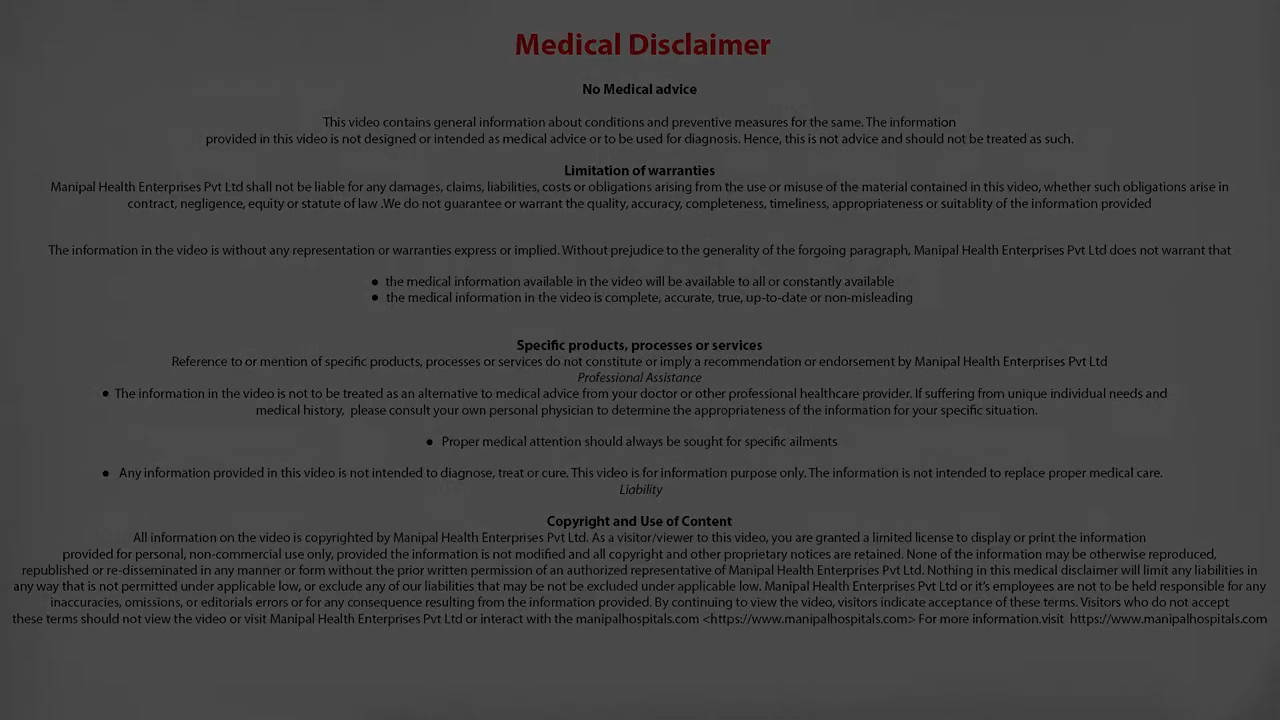 Medical Disclaimer
No Medical advice
This video contains general information about conditions and preventive measures for the same. The information
provided in this video is not designed or intended as medical advice or to be used for diagnosis. Hence, this is not advice and should not be treated as such.
Limitation of warranties
Manipal Health Enterprises Pvt Ltd shall not be liable for any damages, claims, liabilities, costs or obligations arising from the use or misuse of the material contained in this video, whether such obligations arise in
contract, negligence, equity or statute of law .We do not guarantee or warrant the quality, accuracy, completeness, timeliness, appropriateness or suitablity of the information provided
The information in the video is without any representation or warranties express or implied. Without prejudice to the generality of the forgoing paragraph, Manipal Health Enterprises Pvt Ltd does not warrant that
● the medical information available in the video will be available to all or constantly available
● the medical information in the video is complete, accurate, true, up-to-date or non-misleading
Specific products, processes or services
Reference to or mention of specific products, processes or services do not constitute or imply a recommendation or endorsement by Manipal Health Enterprises Pvt Ltd
Professional Assistance
● The information in the video is not to be treated as an alternative to medical advice from your doctor or other professional healthcare provider. If suffering from unique individual needs and
medical history, please consult your own personal physician to determine the appropriateness of the information for your specific situation.
● Proper medical attention should always be sought for specific ailments
● Any information provided in this video is not intended to diagnose, treat or cure. This video is for information purpose only. The information is not intended to replace proper medical care.
Liability
Copyright and Use of Content
All information on the video is copyrighted by Manipal Health Enterprises Pvt Ltd. As a visitor/viewer to this video, you are granted a limited license to display or print the information
provided for personal, non-commercial use only, provided the information is not modified and all copyright and other proprietary notices are retained. None of the information may be otherwise reproduced,
republished or re-disseminated in any manner or form without the prior written permission of an authorized representative of Manipal Health Enterprises Pvt Ltd. Nothing in this medical disclaimer will limit any liabilities in
any way that is not permitted under applicable low, or exclude any of our liabilities that may be not be excluded under applicable low. Manipal Health Enterprises Pvt Ltd or it's employees are not to be held responsible for any
inaccuracies, omissions, or editorials errors or for any consequence resulting from the information provided. By continuing to view the video, visitors indicate acceptance of these terms. Visitors who do not accept
these terms should not view the video or visit Manipal Health Enterprises Pvt Ltd or interact with the manipalhospitals.com <https://www.manipalhospitals.com> For more information.visit https://www.manipalhospitals.com